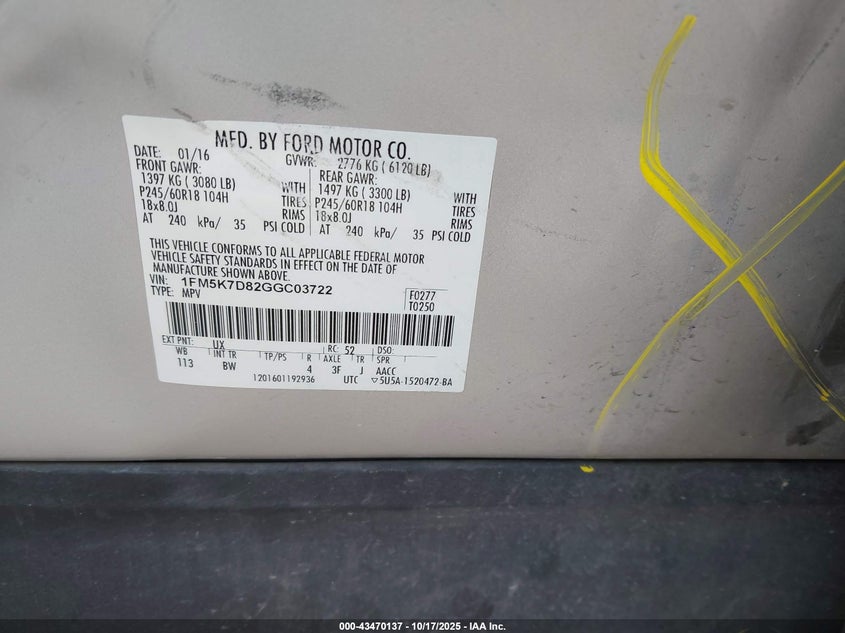 MFD. BY FORD MOTOR CO.
DATE: 01/16 GVWR: 2776 KG ( 6120 LB)
FRONT GAWR: REAR GAWR:
1397 KG ( 3080 LB) WITH 1497 KG ( 3300 LB) WITH
P245/60R18 104H TIRES P245/60R18 104H TIRES
18x8.0J RIMS 18x8.0J RIMS
AT 240 kPa/ 35 PSI COLD AT 240 kPa/ 35 PSI COLD
THIS VEHICLE CONFORMS TO ALL APPLICABLE FEDERAL MOTOR
VEHICLE SAFETY STANDARDS IN EFFECT ON THE DATE OF
MANUFACTURE SHOWN ABOVE.
VIN: 1FM5K7D82GGC03722
TYPE: MPV
F0277
T0250
EXT PNT: UX RC: 52 DSO:
WB INT TR TP/PS R AXLE TR SPR
113 BW 4 3F J AACC
1201601192936 UTC ▽5U5A-1520472-BA
000-43470137 - 10/17/2025 - IAA Inc.